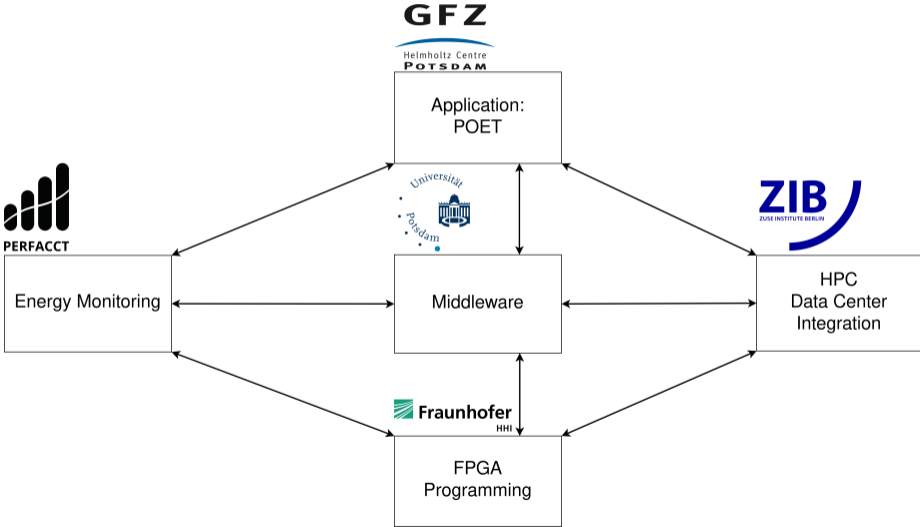 GFZ
Helmholtz Centre
POTSDAM
Application:
POET
Universität
Potsdam
PERFACCT
ZIB
ZUSE INSTITUTE BERLIN
Energy Monitoring
Middleware
HPC
Data Center
Integration
Fraunhofer
HHI
FPGA
Programming